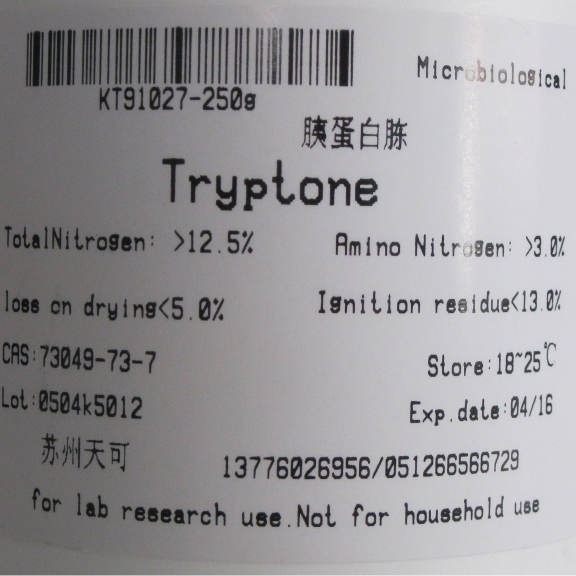 Microbiological
KT91027-250g
胰蛋白胨
Tryptone
TotalNitrogen: >12.5% Amino Nitrogen: >3.0%
loss on drying<5.0% Ignition residue<13.0%
CAS:73049-73-7 Store:18~25℃
Lot:0504k5012 Exp.date:04/16
苏州天可 13776026956/051266566729
for lab research use.Not for household use